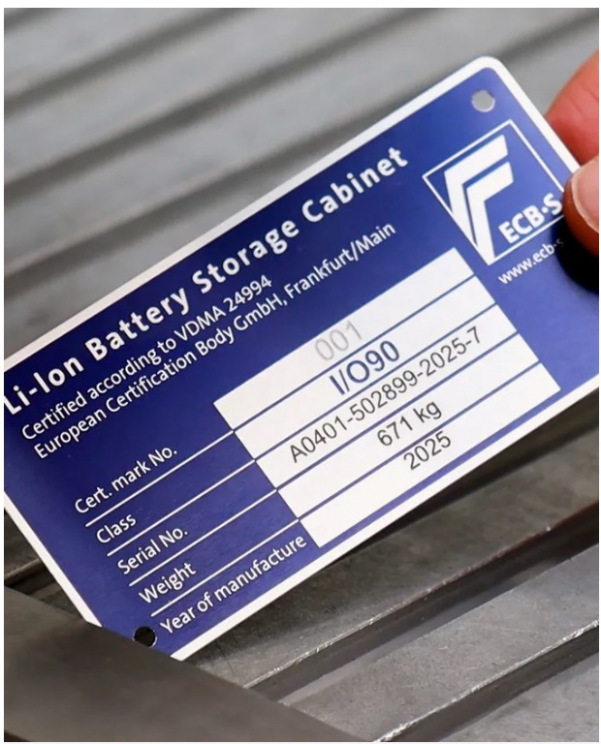 Li-Ion Battery Storage Cabinet
Certified according to VDMA 24994
European Certification Body GmbH, Frankfurt/Main
ECB-S
www.ecb-s
Cert. mark No. 001
Class I/O90
Serial No. A0401-502899-2025-7
Weight 671 kg
Year of manufacture 2025